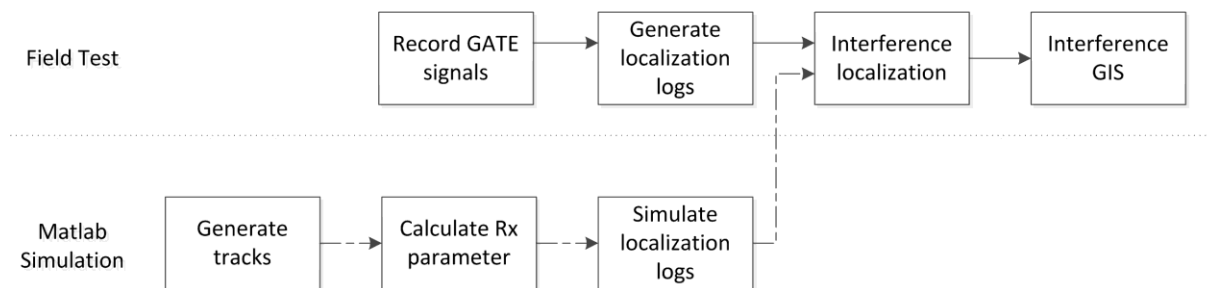 Field Test
Record GATE
signals
Generate
localization
logs
Interference
localization
Interference
GIS
Matlab
Simulation
Generate
tracks
Calculate Rx
parameter
Simulate
localization
logs